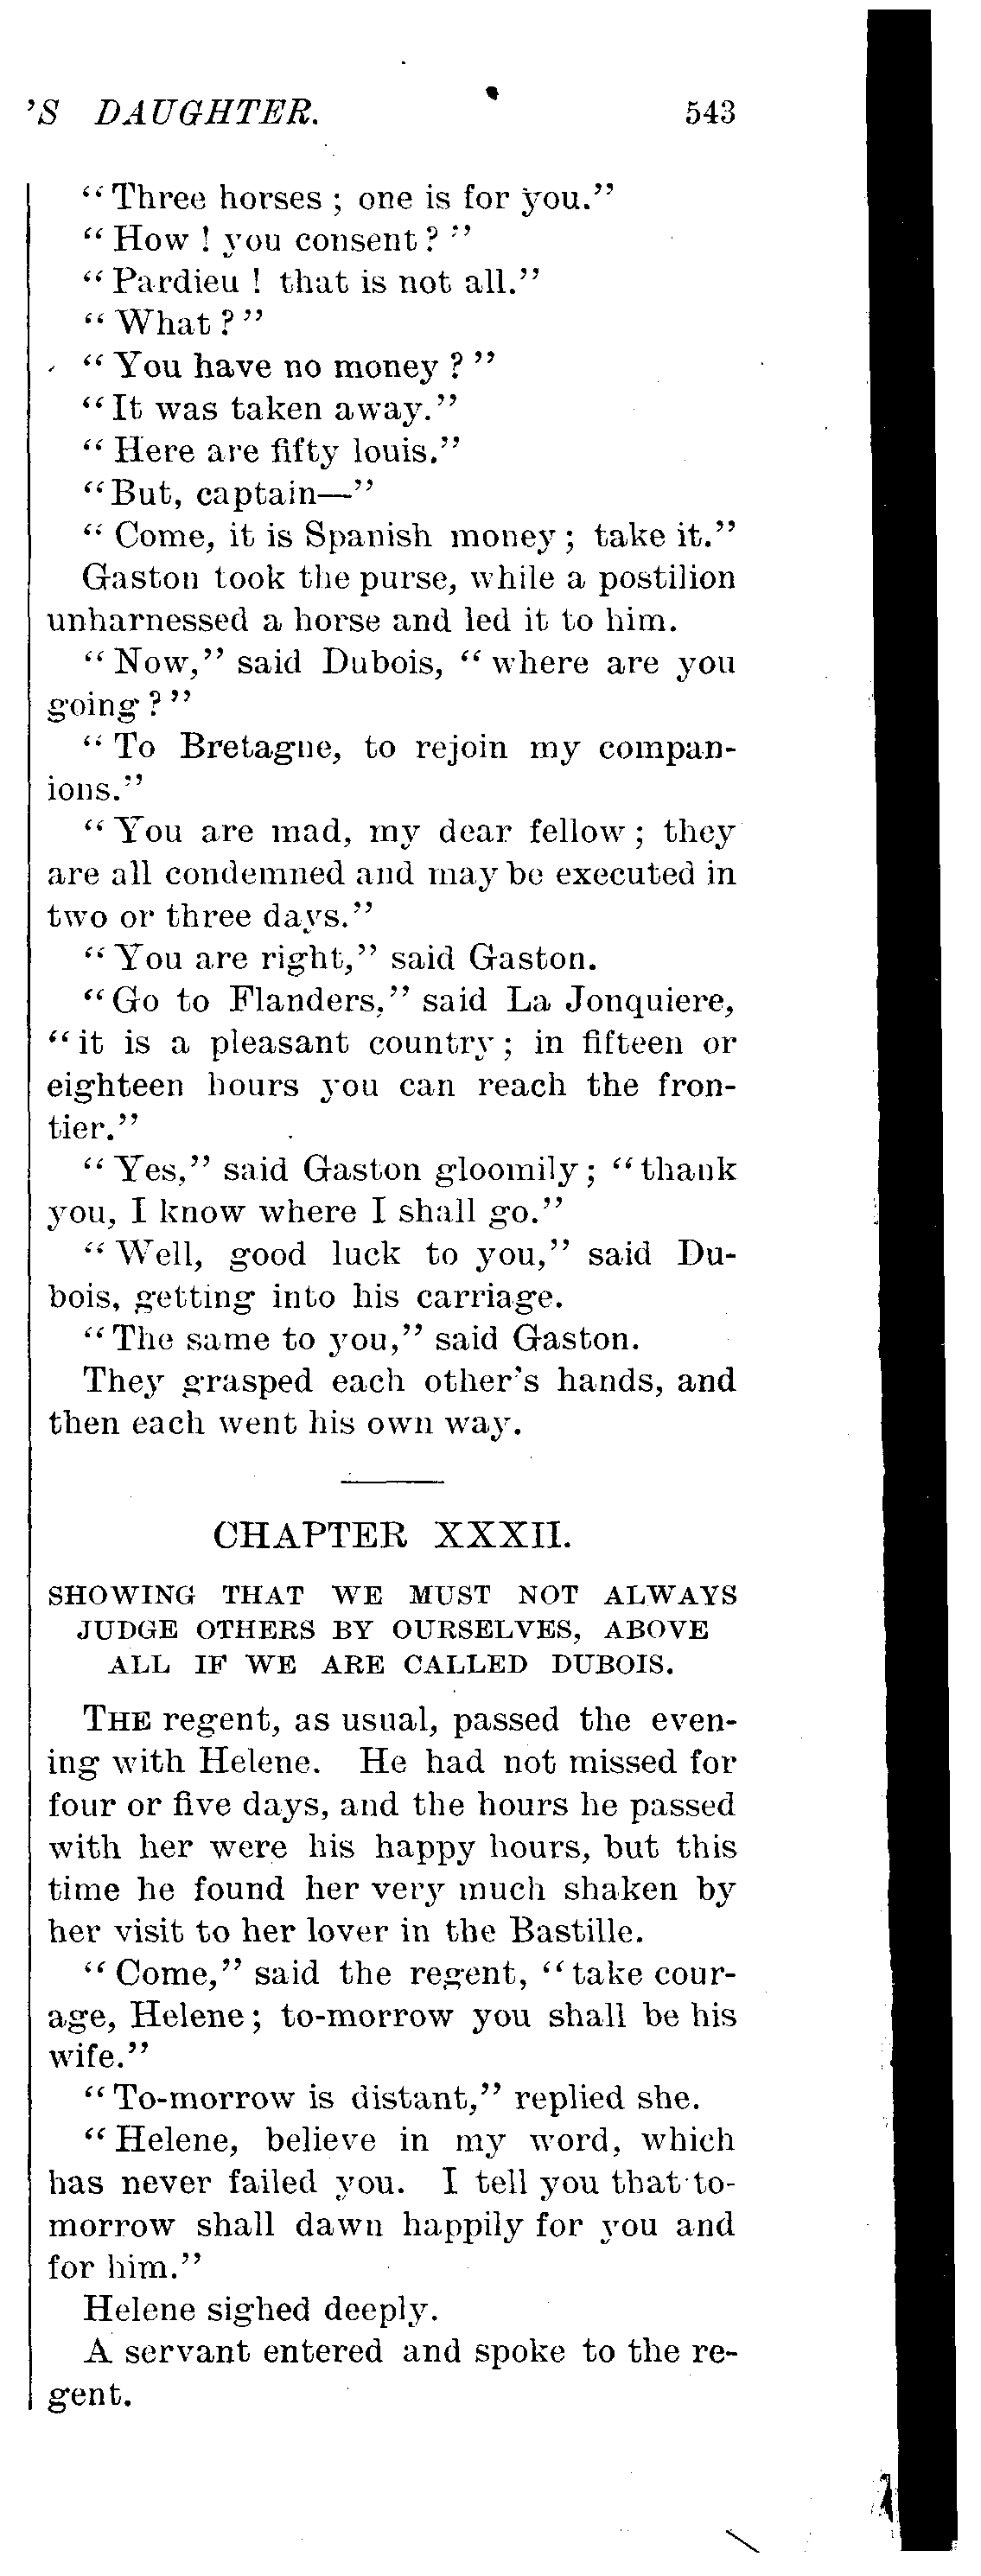 'S DAUGHTER. 543
"Three horses ; one is for you."
"How ! you consent ? "
"Pardieu ! that is not all."
"What ? "
"You have no money ? "
"It was taken away."
"Here are fifty louis."
"But, captain—"
"Come, it is Spanish money ; take it."
Gaston took the purse, while a postilion
unharnessed a horse and led it to him.
"Now," said Dubois, "where are you
going ? "
"To Bretagne, to rejoin my compan-
ions."
"You are mad, my dear fellow ; they
are all condemned and may be executed in
two or three days."
"You are right," said Gaston.
"Go to Flanders," said La Jonquiere,
"it is a pleasant country ; in fifteen or
eighteen hours you can reach the fron-
tier."
"Yes," said Gaston gloomily ; "thank
you, I know where I shall go."
"Well, good luck to you," said Du-
bois, getting into his carriage.
"The same to you," said Gaston.
They grasped each other's hands, and
then each went his own way.
CHAPTER XXXII.
SHOWING THAT WE MUST NOT ALWAYS
JUDGE OTHERS BY OURSELVES, ABOVE
ALL IF WE ARE CALLED DUBOIS.
THE regent, as usual, passed the even-
ing with Helene. He had not missed for
four or five days, and the hours he passed
with her were his happy hours, but this
time he found her very much shaken by
her visit to her lover in the Bastille.
"Come," said the regent, "take cour-
age, Helene ; to-morrow you shall be his
wife."
"To-morrow is distant," replied she.
"Helene, believe in my word, which
has never failed you. I tell you that to-
morrow shall dawn happily for you and
for him."
Helene sighed deeply.
A servant entered and spoke to the re-
gent.